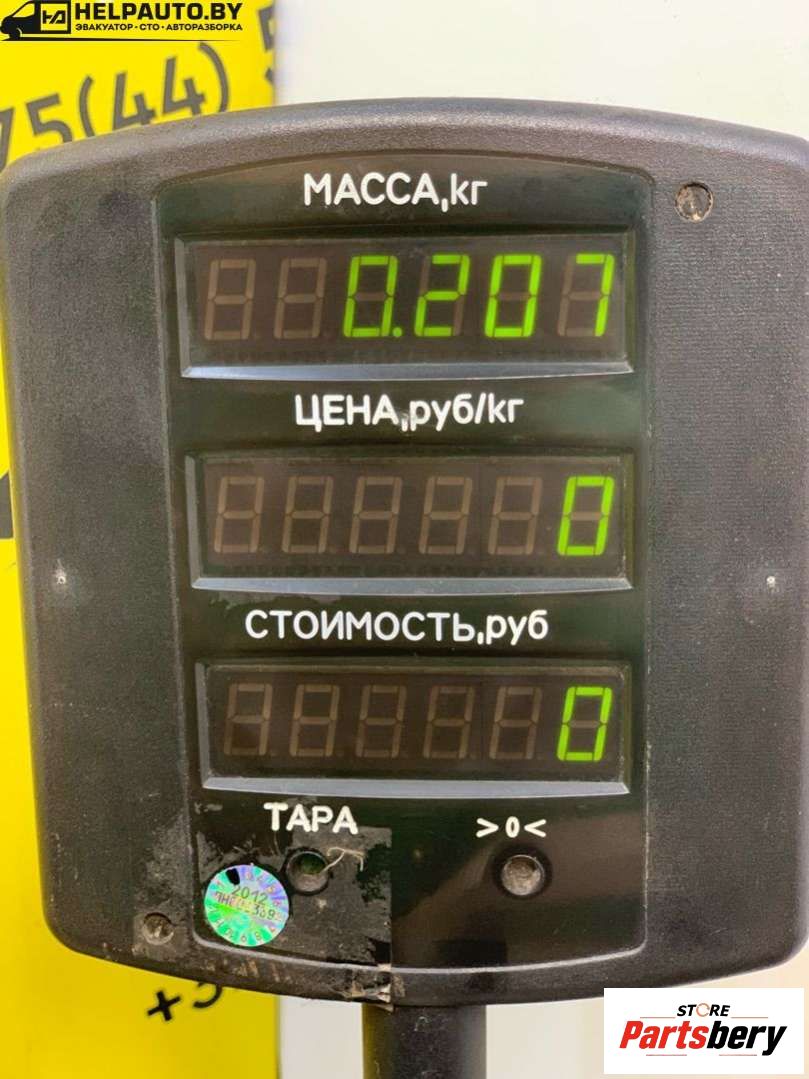 HELPAUTO.BY
ЭВАКУАТОР · СТО · АВТОРАЗБОРКА
75(44) 5
МАССА,кг
0.207
ЦЕНА,руб/кг
0
СТОИМОСТЬ,руб
0
ТАРА
>0<
2012
STORE
Partsbery